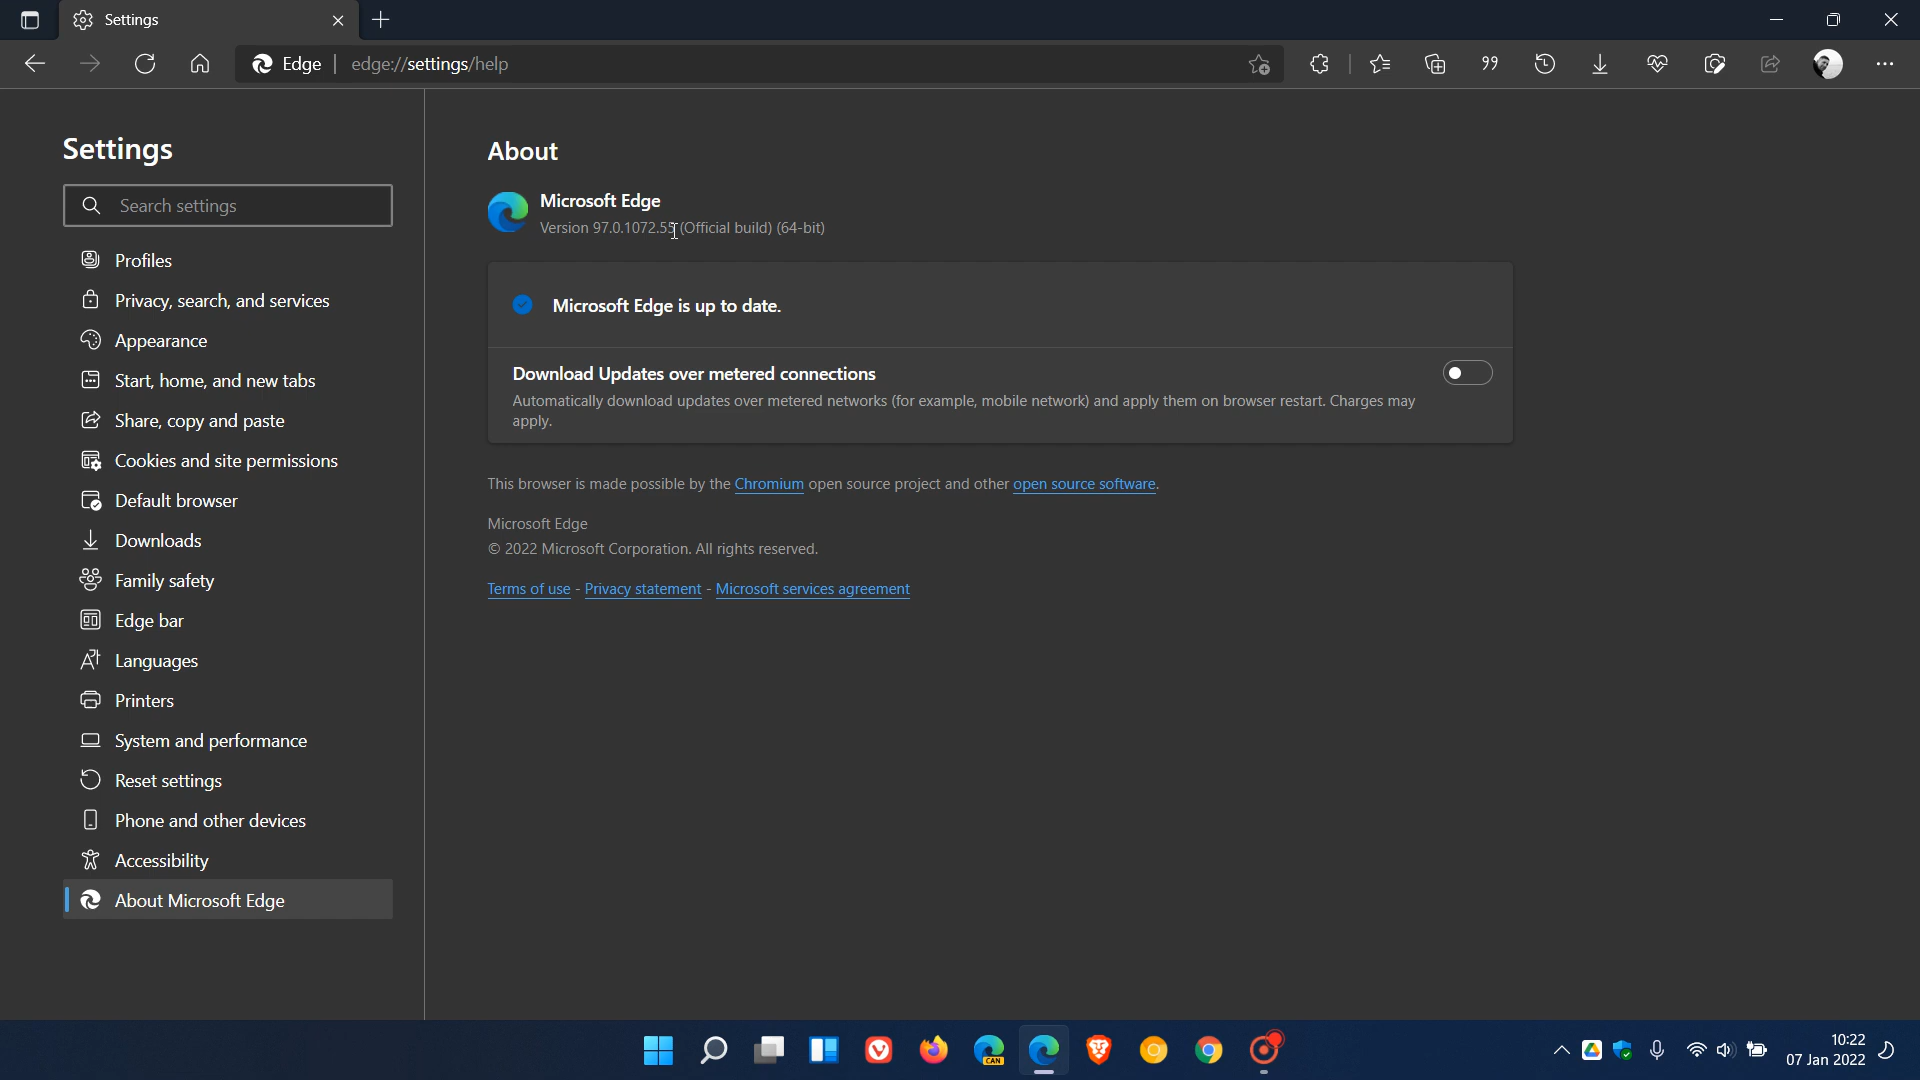 Settings
Edge
edge://settings/help
Settings
Search settings
Profiles
Privacy, search, and services
Appearance
Start, home, and new tabs
Share, copy and paste
Cookies and site permissions
Default browser
Downloads
Family safety
Edge bar
Languages
Printers
System and performance
Reset settings
Phone and other devices
Accessibility
About Microsoft Edge
About
Microsoft Edge
Version 97.0.1072.55 (Official build) (64-bit)
Microsoft Edge is up to date.
Download Updates over metered connections
Automatically download updates over metered networks (for example, mobile network) and apply them on browser restart. Charges may
apply.
This browser is made possible by the Chromium open source project and other open source software.
Microsoft Edge
© 2022 Microsoft Corporation. All rights reserved.
Terms of use - Privacy statement - Microsoft services agreement
CAN
10:22
07 Jan 2022